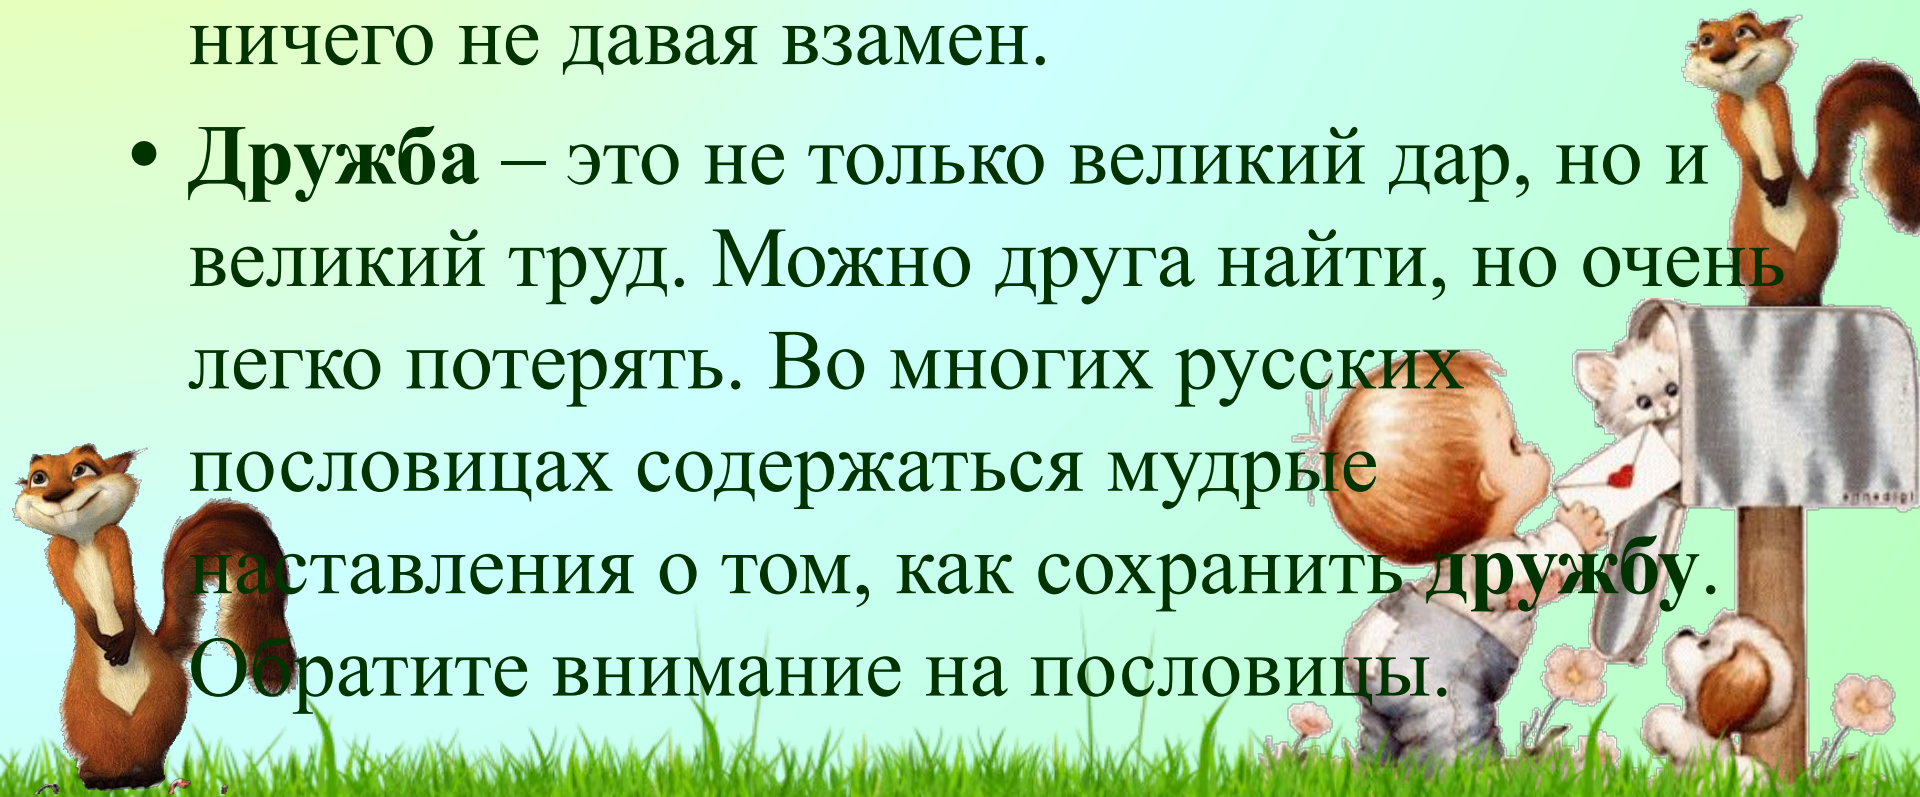 ничего не давая взамен.
• Дружба – это не только великий дар, но и
великий труд. Можно друга найти, но очень
легко потерять. Во многих русских
пословицах содержаться мудрые
наставления о том, как сохранить дружбу.
Обратите внимание на пословицы.